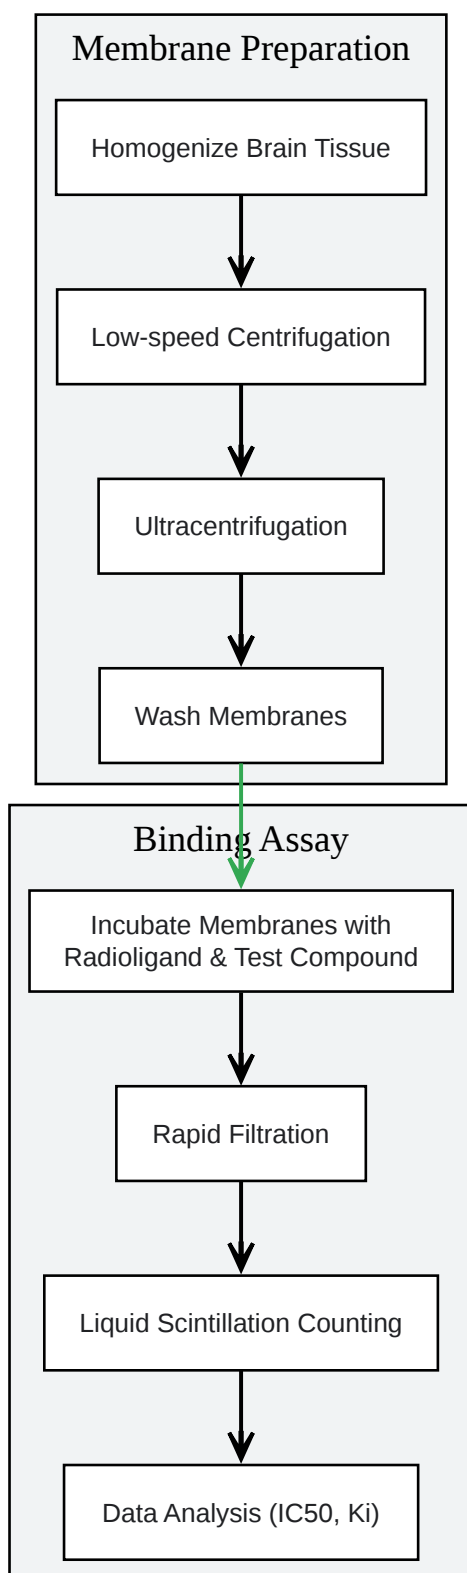 Membrane Preparation
Homogenize Brain Tissue
Low-speed Centrifugation
Ultracentrifugation
Wash Membranes
Binding Assay
Incubate Membranes with
Radioligand & Test Compound
Rapid Filtration
Liquid Scintillation Counting
Data Analysis (IC50, Ki)